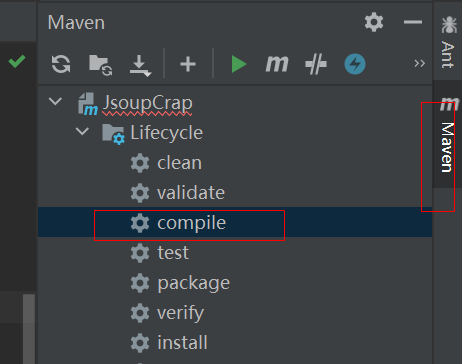 Maven
JsoupCrap
Lifecycle
clean
validate
compile
test
package
verify
install
Ant
Maven